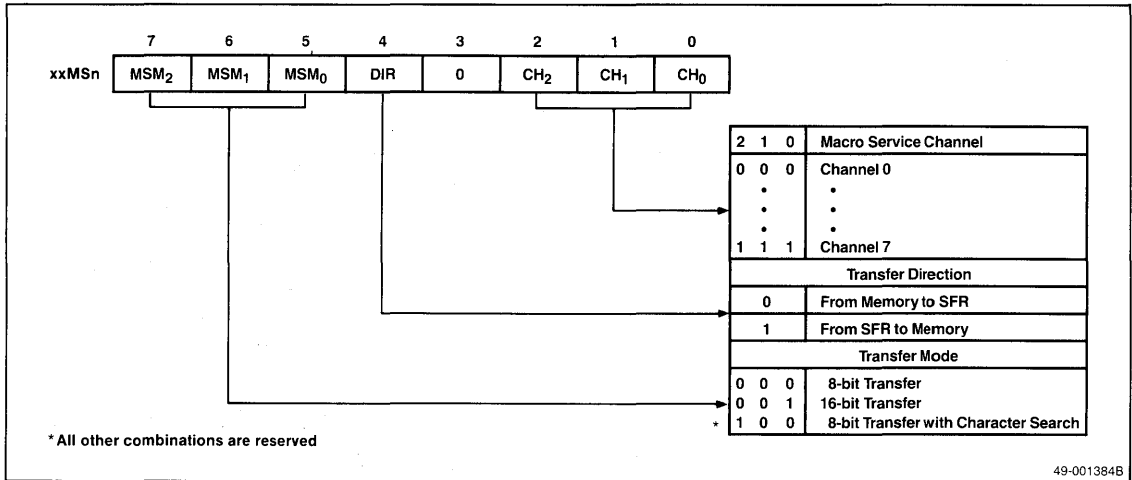 7 6 5 4 3 2 1 0
xxMSn MSM2 MSM1 MSM0 DIR 0 CH2 CH1 CH0
2 1 0 Macro Service Channel
0 0 0 Channel 0
• •
• •
• •
1 1 1 Channel 7
Transfer Direction
0 From Memory to SFR
1 From SFR to Memory
Transfer Mode
0 0 0 8-bit Transfer
0 0 1 16-bit Transfer
* 1 0 0 8-bit Transfer with Character Search
*All other combinations are reserved
49-001384B